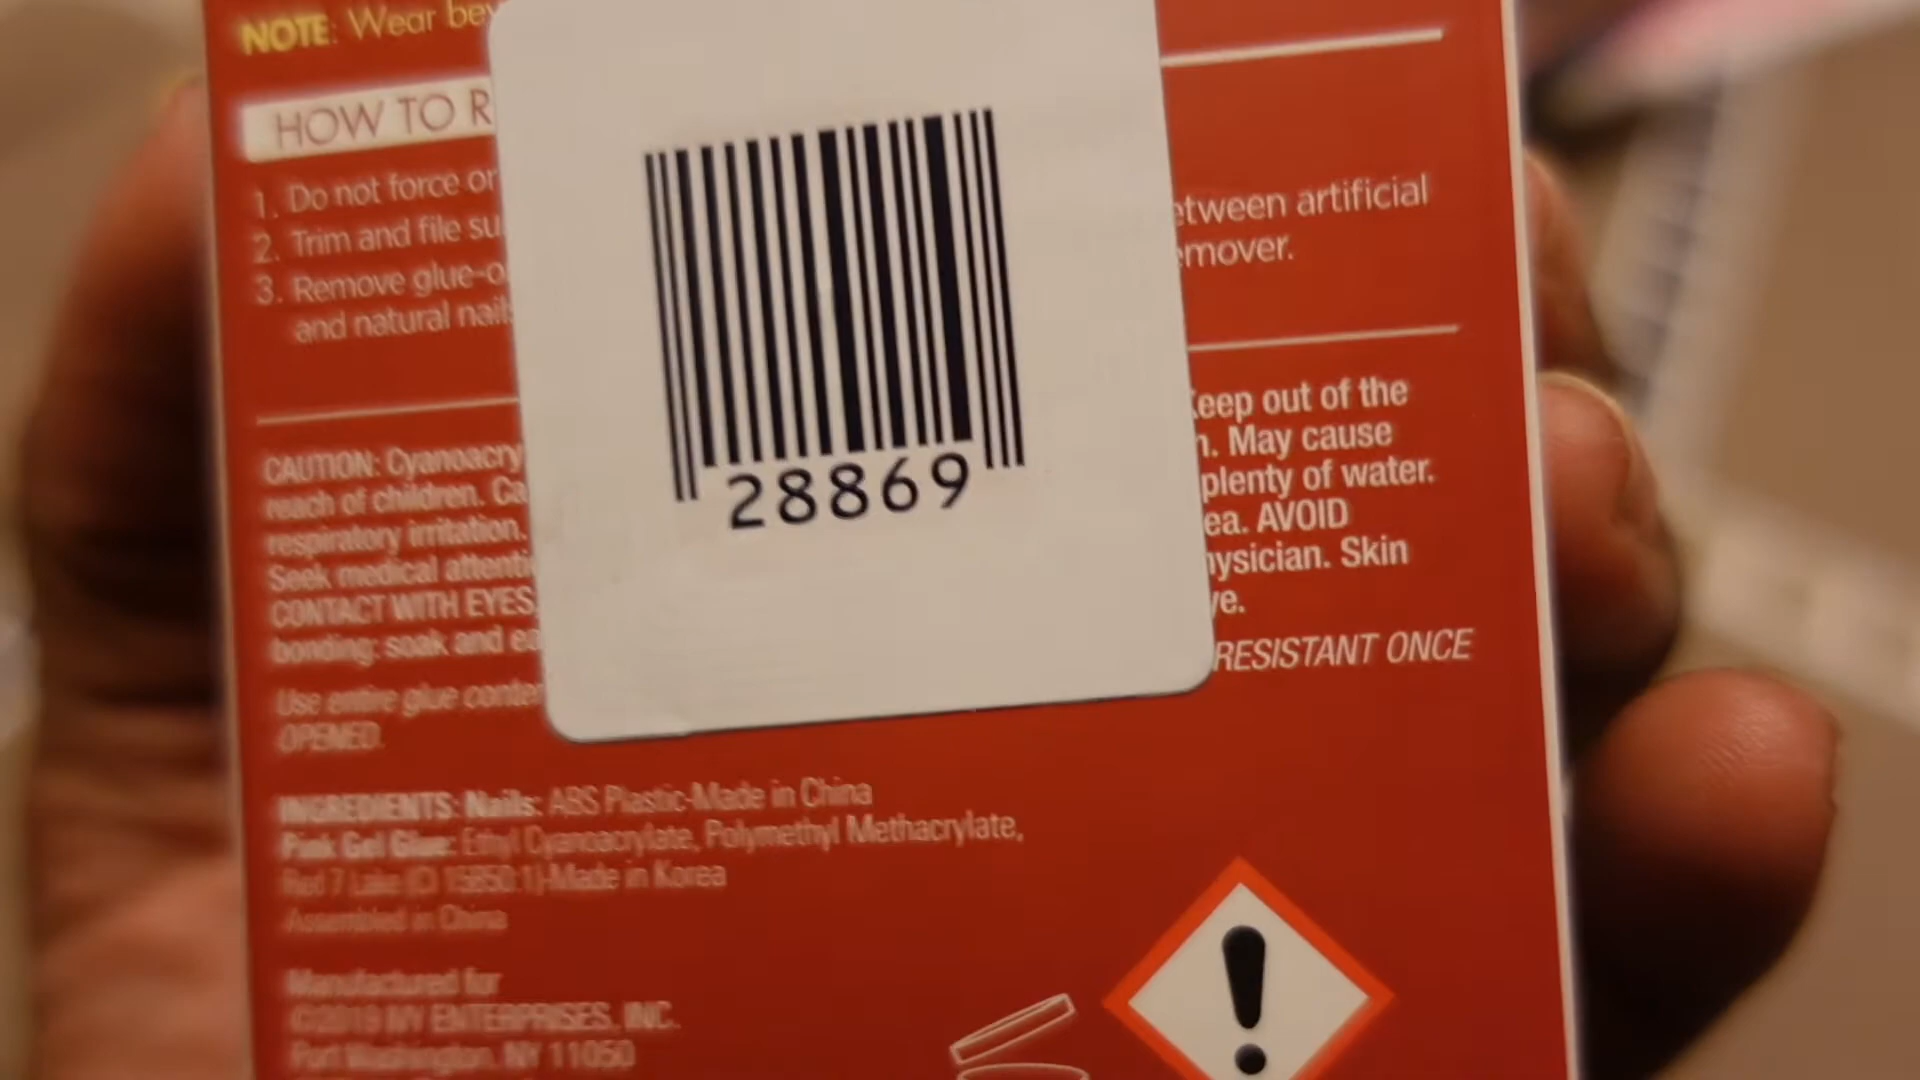 NOTE: Wear bey
HOW TO R
1. Do not force or
2. Trim and file su
3. Remove glue-o
and natural nails
etween artificial
emover.
28869
CAUTION: Cyanoacry
reach of children. Ca
respiratory irritation.
Seek medical attenti
CONTACT WITH EYES.
bonding: soak and ea
Keep out of the
n. May cause
plenty of water.
ea. AVOID
hysician. Skin
ye.
Use entire glue conten
OPENED.
RESISTANT ONCE
INGREDIENTS: Nails: ABS Plastic-Made in China
Pink Gel Glue: Ethyl Cyanoacrylate, Polymethyl Methacrylate,
Red 7 Lake (CI 15850:1)-Made in Korea
Assembled in China
Manufactured for
©2019 NY ENTERPRISES, INC.
Port Washington, NY 11050